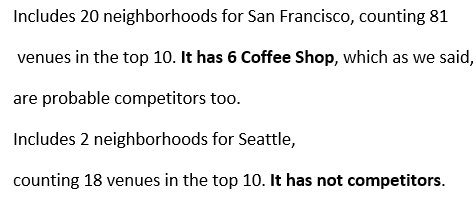 Includes 20 neighborhoods for San Francisco, counting 81
venues in the top 10. It has 6 Coffee Shop, which as we said,
are probable competitors too.
Includes 2 neighborhoods for Seattle,
counting 18 venues in the top 10. It has not competitors.